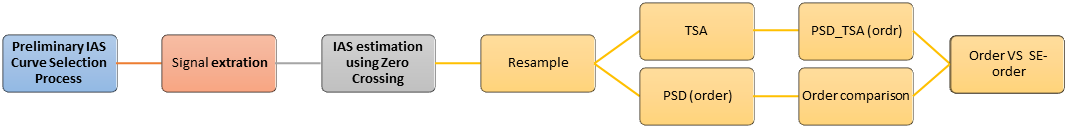 Preliminary IAS
Curve Selection
Process
Signal extration
IAS estimation
using Zero
Crossing
Resample
TSA
PSD_TSA (ordr)
PSD (order)
Order comparison
Order VS SE-
order